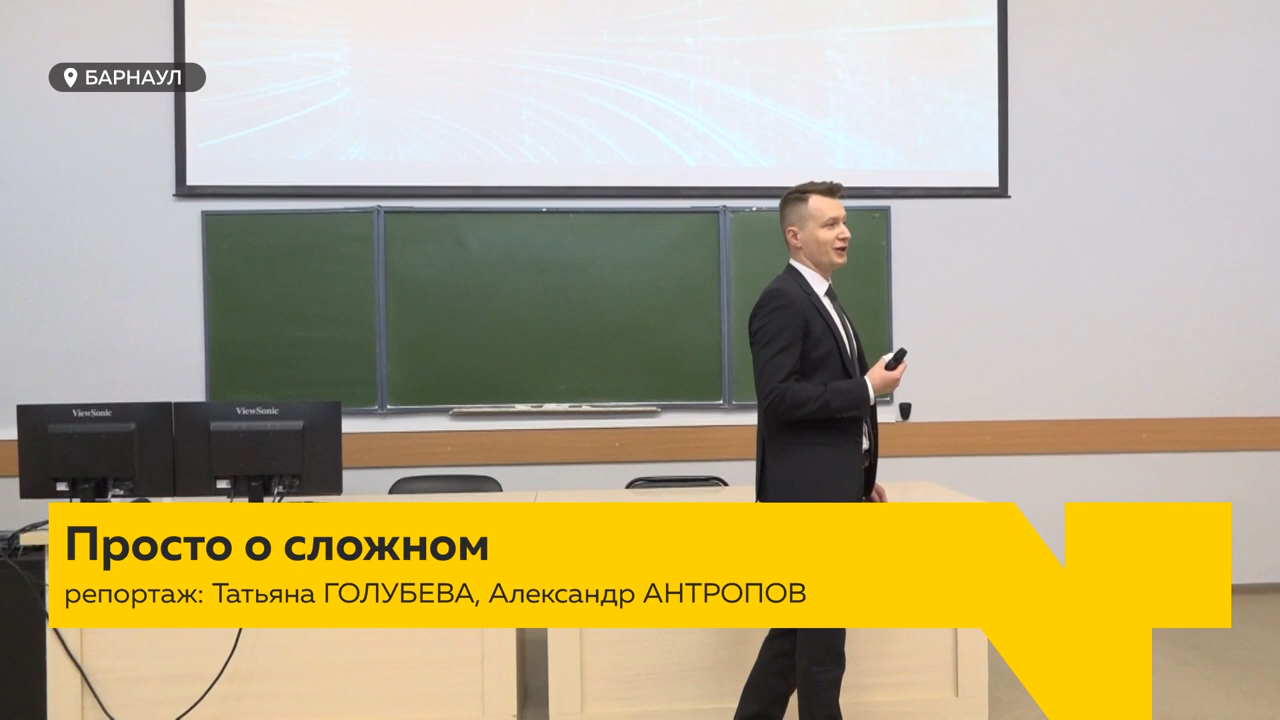 БАРНАУЛ
ViewSonic
ViewSonic
Просто о сложном
репортаж: Татьяна ГОЛУБЕВА, Александр АНТРОПОВ